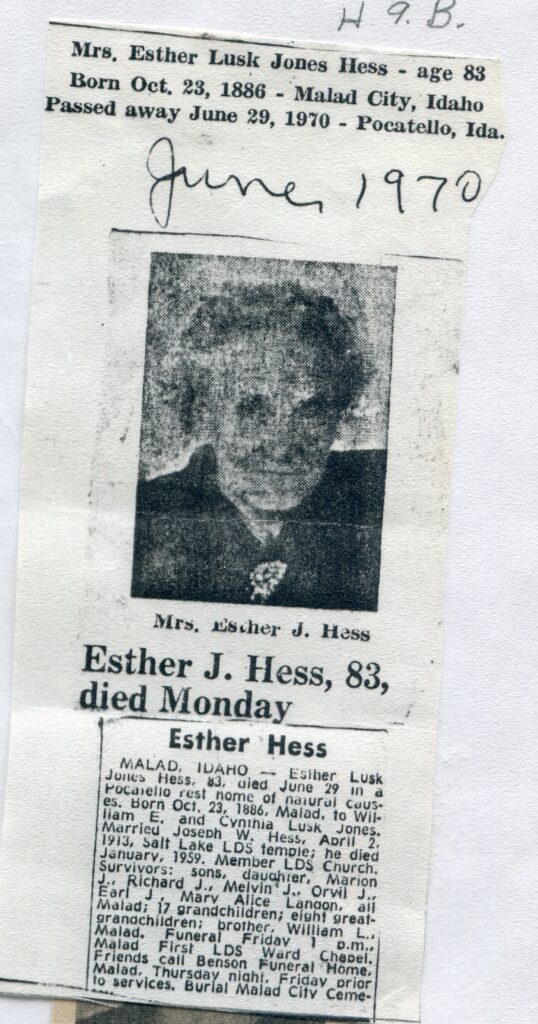 H.G.B.
Mrs. Esther Lusk Jones Hess - age 83
Born Oct. 23, 1886 - Malad City, Idaho
Passed away June 29, 1970 - Pocatello, Ida.
June, 1970
Mrs. Esther J. Hess
Esther J. Hess, 83,
died Monday
Esther Hess
MALAD, IDAHO — Esther Lusk
Jones Hess, 83, died June 29 in a
Pocatello rest home of natural caus-
es. Born Oct. 23, 1886, Malad, to Wil-
liam E. and Cynthia Lusk Jones.
Married Joseph W. Hess, April 2,
1913, Salt Lake LDS temple; he died
January, 1959. Member LDS Church.
Survivors: sons, daughter, Marion
J., Richard J., Melvin J., Orvil J.,
Earl J., Mary Alice Langon, all
Malad; 17 grandchildren; eight great-
grandchildren; brother, William L.,
Malad. Funeral Friday 1 p.m.,
Malad First LDS Ward Chapel.
Friends call Benson Funeral Home,
Malad, Thursday night, Friday prior
to services. Burial Malad City Ceme-